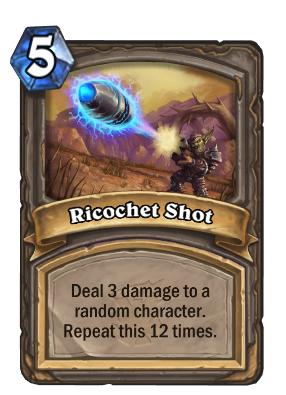 5
Ricochet Shot
Deal 3 damage to a
random character.
Repeat this 12 times.